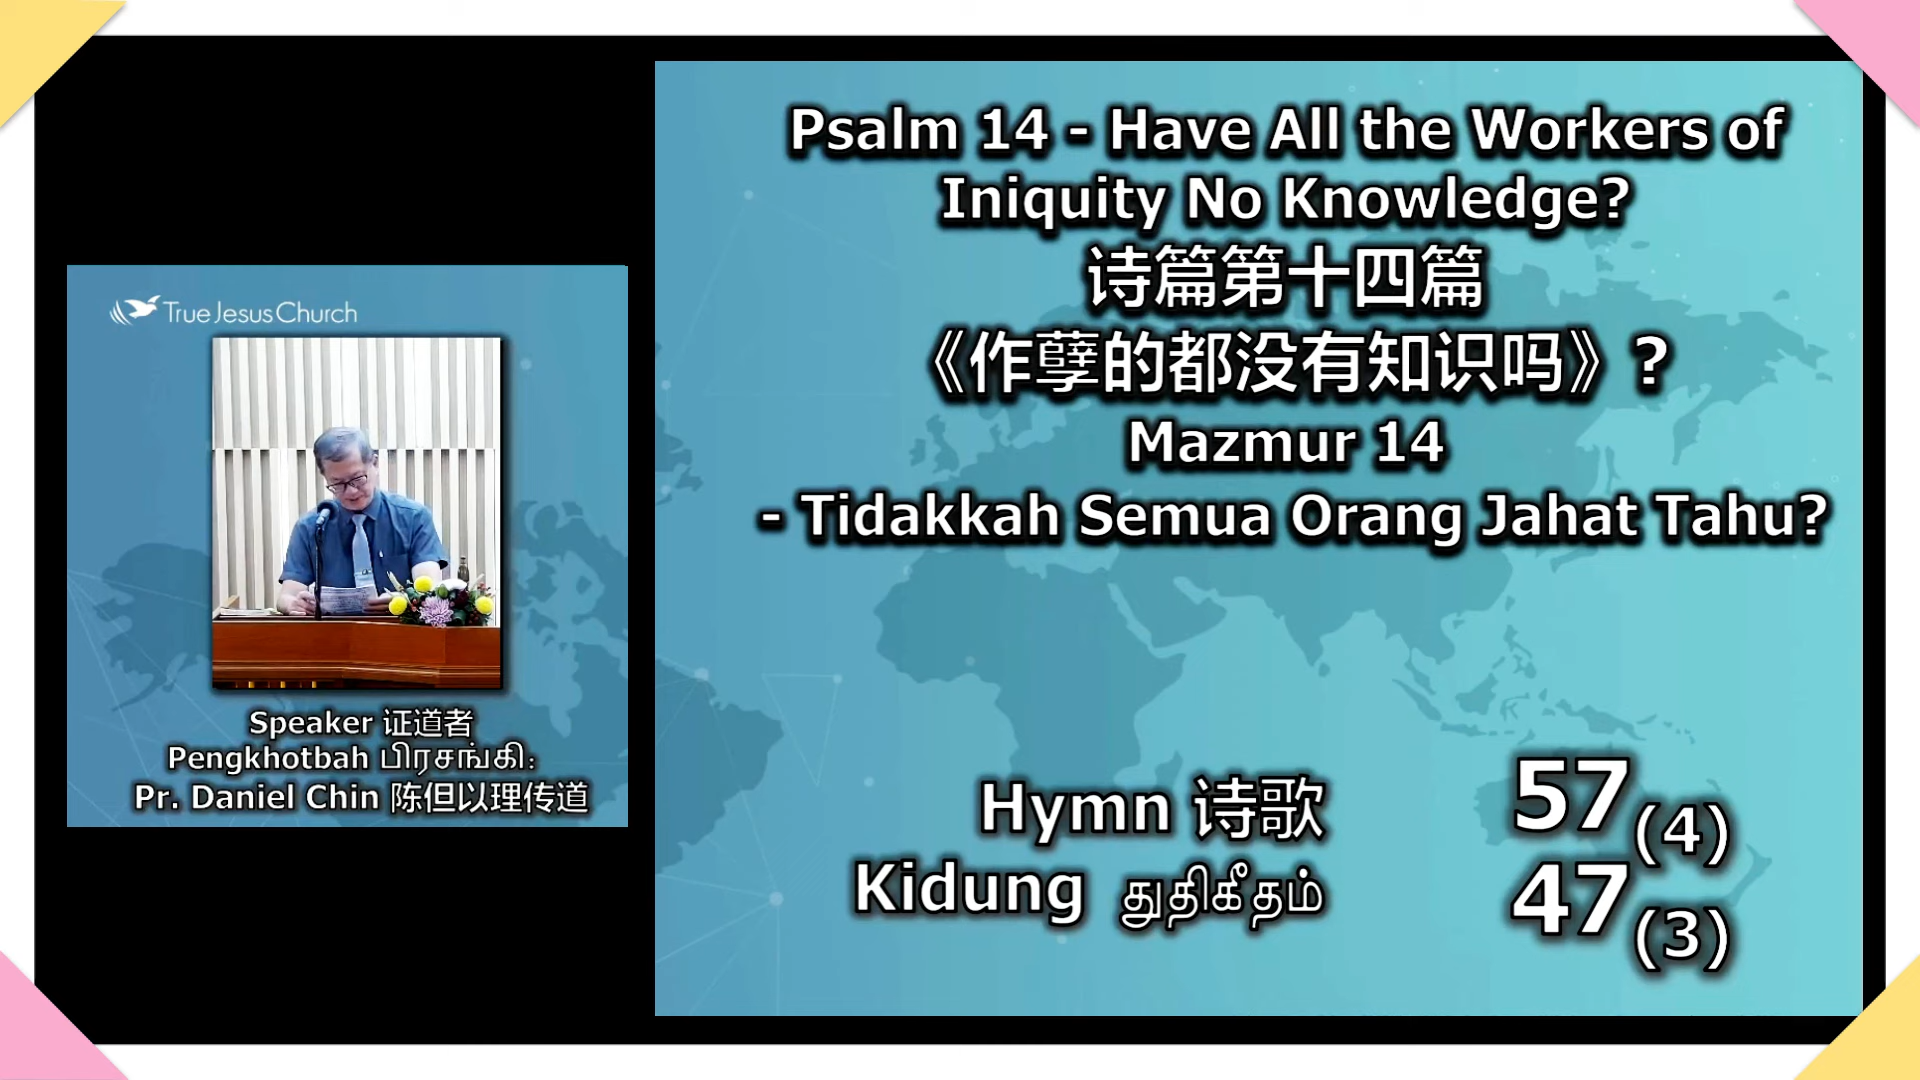 True Jesus Church
Speaker 证道者
Pengkhotbah பிரசங்கி:
Pr. Daniel Chin 陈但以理传道
Psalm 14 - Have All the Workers of
Iniquity No Knowledge?
诗篇第十四篇
《作孽的都没有知识吗》?
Mazmur 14
- Tidakkah Semua Orang Jahat Tahu?
Hymn 诗歌
Kidung துதிகீதம்
57(4)
47(3)